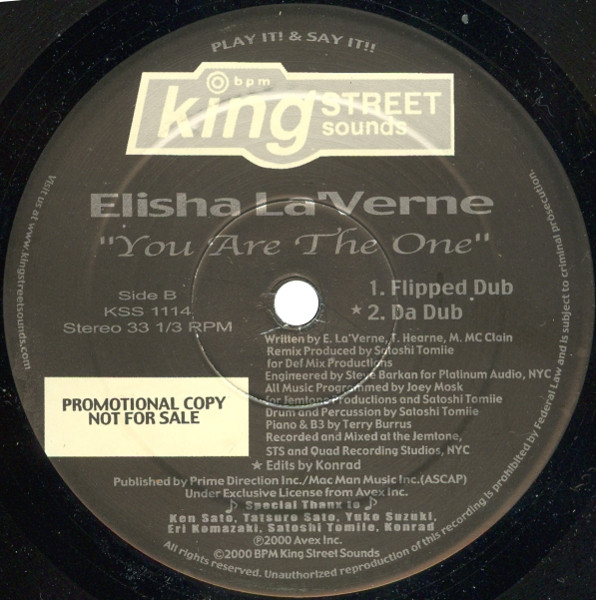 PLAY IT! & SAY IT!!
bpm
king STREET
sounds
Elisha La'Verne
"You Are The One"
Side B
KSS 1114
Stereo 33 1/3 RPM
1. Flipped Dub
★ 2. Da Dub
Written by E. La'Verne, T. Hearne, M. MC Clain
Remix Produced by Satoshi Tomiie
for Def Mix Productions
Engineered by Steve Barkan for Platinum Audio, NYC
All Music Programmed by Joey Mosk
for Jemtone Productions and Satoshi Tomiie
Drum and Percussion by Satoshi Tomiie
Piano & B3 by Terry Burrus
Recorded and Mixed at the Jemtone,
STS and Quad Recording Studios, NYC
★ Edits by Konrad
PROMOTIONAL COPY
NOT FOR SALE
Published by Prime Direction Inc./Mac Man Music Inc.(ASCAP)
Under Exclusive License from Avex Inc.
♪ Special Thanx to ♪
Ken Sato, Tatsuro Sato, Yuko Suzuki,
Eri Komazaki, Satoshi Tomiie, Konrad
℗2000 Avex Inc.
©2000 BPM King Street Sounds
Visit us at www.kingstreetsounds.com.
All rights reserved. Unauthorized reproduction of this recording is prohibited by Federal Law and is subject to criminal prosecution.